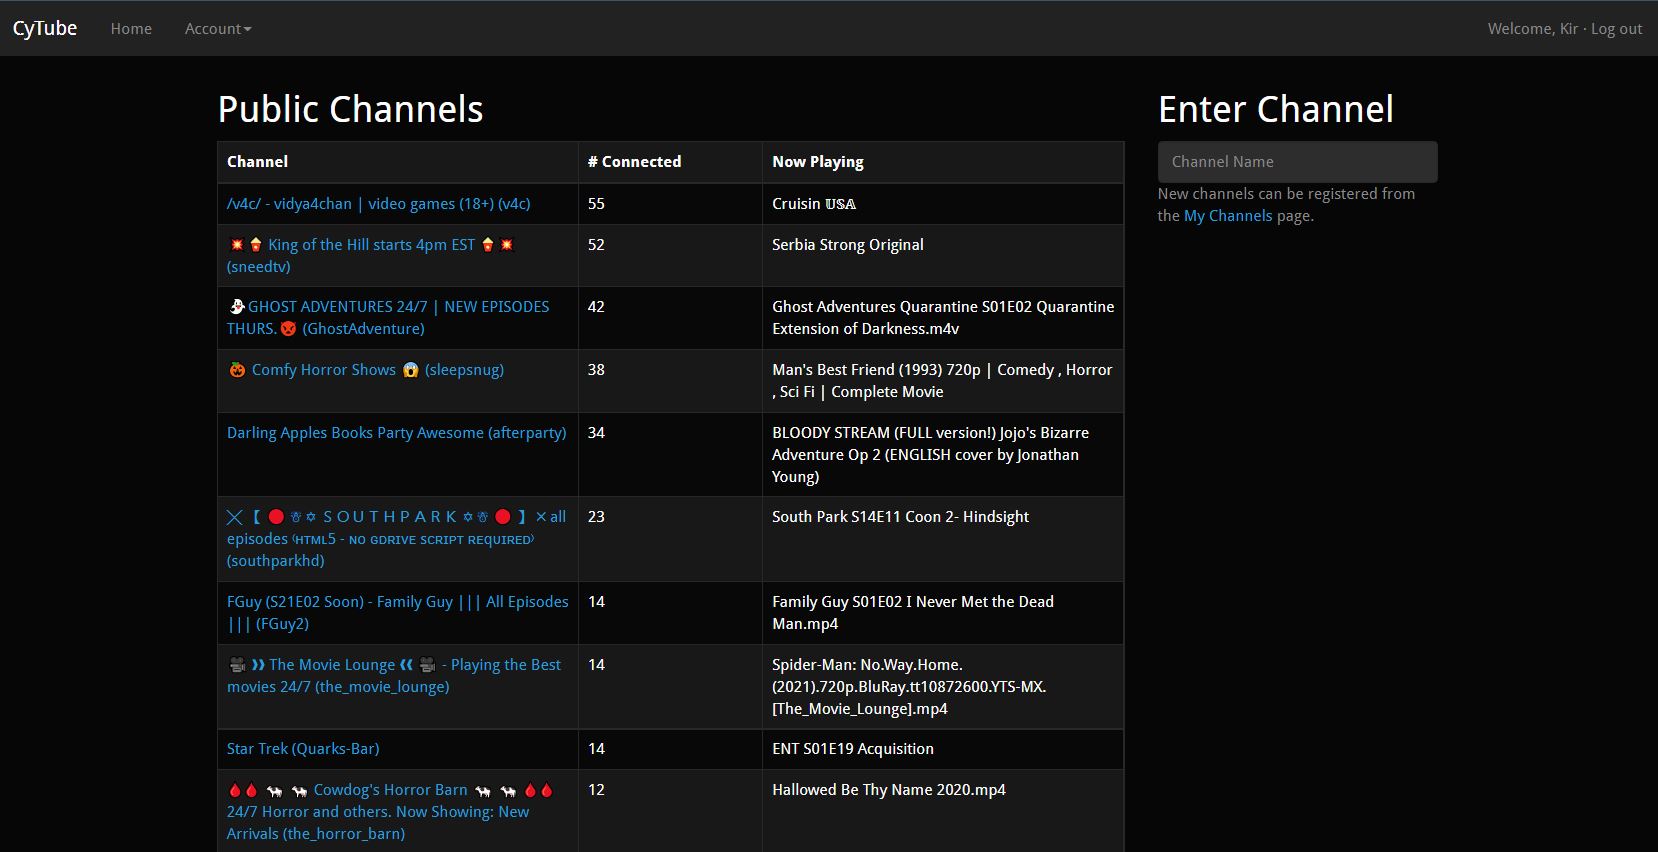 CyTube Home Account Welcome, Kir · Log out
Public Channels
Channel # Connected Now Playing
/v4c/ - vidya4chan | video games (18+) (v4c) 55 Cruisin 𝕌𝕊𝔸
💥🍿 King of the Hill starts 4pm EST 🍿💥 52 Serbia Strong Original
(sneedtv)
👻GHOST ADVENTURES 24/7 | NEW EPISODES 42 Ghost Adventures Quarantine S01E02 Quarantine
THURS.👿 (GhostAdventure) Extension of Darkness.m4v
🎃 Comfy Horror Shows 😱 (sleepsnug) 38 Man's Best Friend (1993) 720p | Comedy , Horror
, Sci Fi | Complete Movie
Darling Apples Books Party Awesome (afterparty) 34 BLOODY STREAM (FULL version!) Jojo's Bizarre
Adventure Op 2 (ENGLISH cover by Jonathan
Young)
⚔【 🔴 ☃✡ S O U T H P A R K ✡☃ 🔴 】✕all 23 South Park S14E11 Coon 2- Hindsight
episodes ⁽ʜᴛᴍʟ5 - ɴᴏ ɢᴅʀɪᴠᴇ sᴄʀɪᴘᴛ ʀᴇǫᴜɪʀᴇᴅ⁾
(southparkhd)
FGuy (S21E02 Soon) - Family Guy ||| All Episodes 14 Family Guy S01E02 I Never Met the Dead
||| (FGuy2) Man.mp4
🎥 ⟫⟫ The Movie Lounge ⟪⟪ 🎥 - Playing the Best 14 Spider-Man: No.Way.Home.
movies 24/7 (the_movie_lounge) (2021).720p.BluRay.tt10872600.YTS-MX.
[The_Movie_Lounge].mp4
Star Trek (Quarks-Bar) 14 ENT S01E19 Acquisition
🩸🩸 🐄 🐄 Cowdog's Horror Barn 🐄 🐄 🩸🩸 12 Hallowed Be Thy Name 2020.mp4
24/7 Horror and others. Now Showing: New
Arrivals (the_horror_barn)
Enter Channel
Channel Name
New channels can be registered from
the My Channels page.